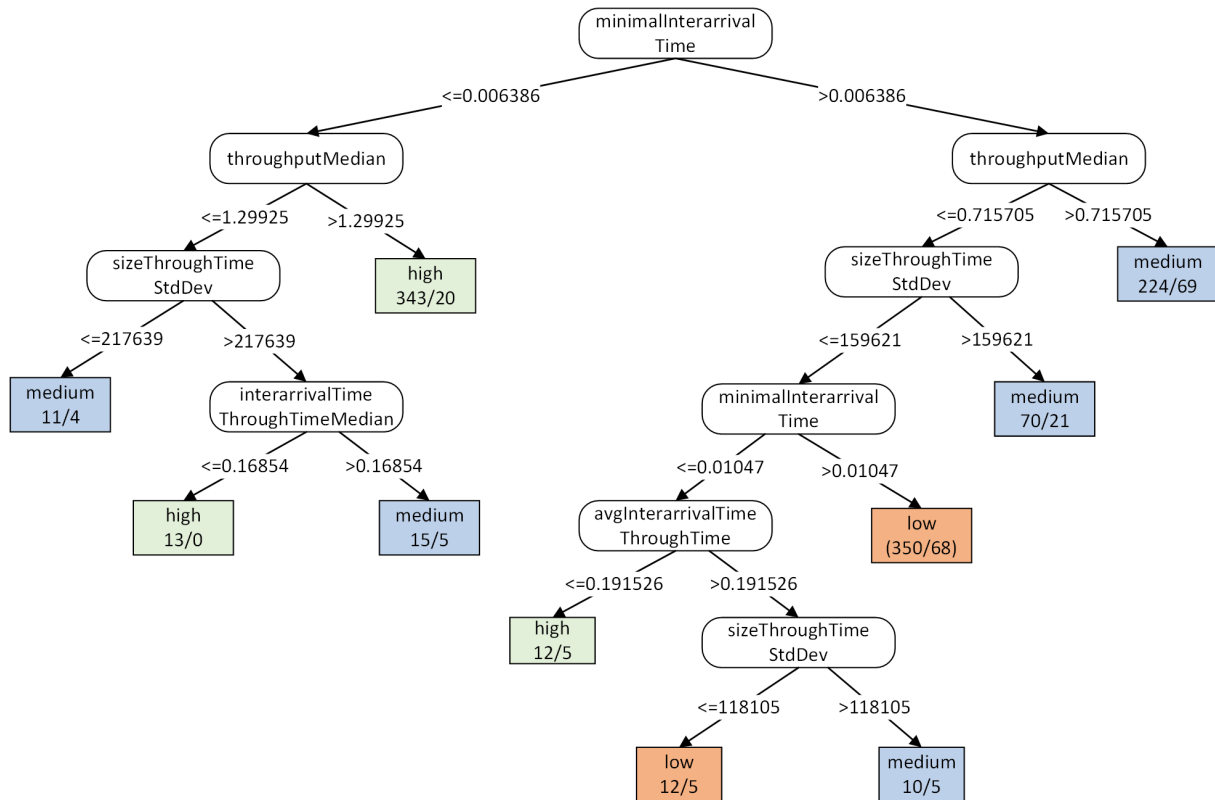 minimalInterarrival
Time
<=0.006386
>0.006386
throughputMedian
throughputMedian
<=1.29925
>1.29925
<=0.715705
>0.715705
sizeThroughTime
StdDev
high
343/20
sizeThroughTime
StdDev
medium
224/69
<=217639
>217639
<=159621
>159621
medium
11/4
interarrivalTime
ThroughTimeMedian
minimalInterarrival
Time
medium
70/21
<=0.16854
>0.16854
<=0.01047
>0.01047
high
13/0
medium
15/5
avgInterarrivalTime
ThroughTime
low
(350/68)
<=0.191526
>0.191526
high
12/5
sizeThroughTime
StdDev
<=118105
>118105
low
12/5
medium
10/5